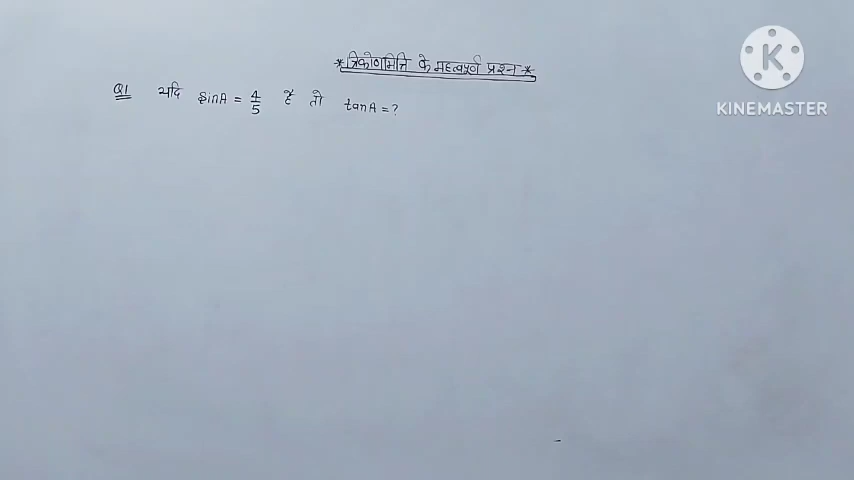 *त्रिकोणमिति के महत्वपूर्ण प्रश्न*
Q1 यदि sinA = 4/5 है तो tanA = ?
K
KINEMASTER